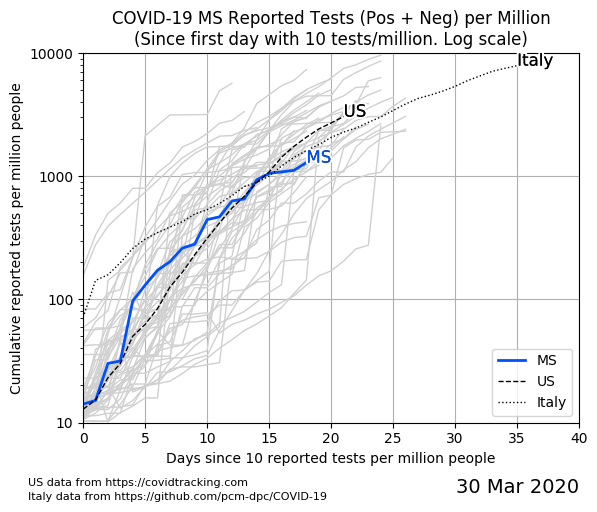 COVID-19 MS Reported Tests (Pos + Neg) per Million
(Since first day with 10 tests/million. Log scale)
Cumulative reported tests per million people
10000
1000
100
10
Italy
US
MS
MS
US
Italy
0 5 10 15 20 25 30 35 40
Days since 10 reported tests per million people
US data from https://covidtracking.com
Italy data from https://github.com/pcm-dpc/COVID-19
30 Mar 2020